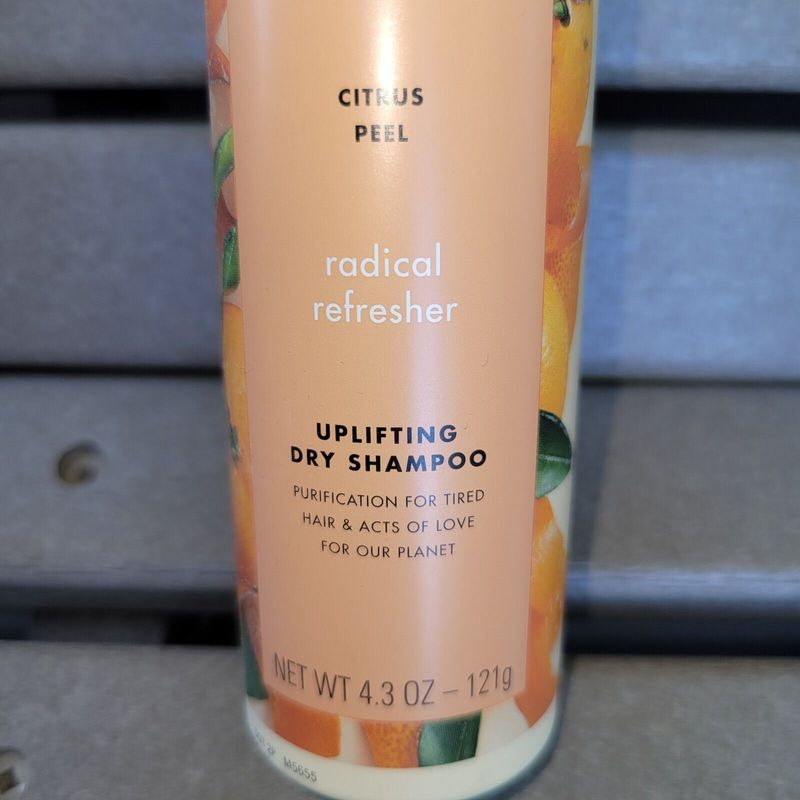 CITRUS
PEEL
radical
refresher
UPLIFTING
DRY SHAMPOO
PURIFICATION FOR TIRED
HAIR & ACTS OF LOVE
FOR OUR PLANET
NET WT 4.3 OZ – 121g
M5655